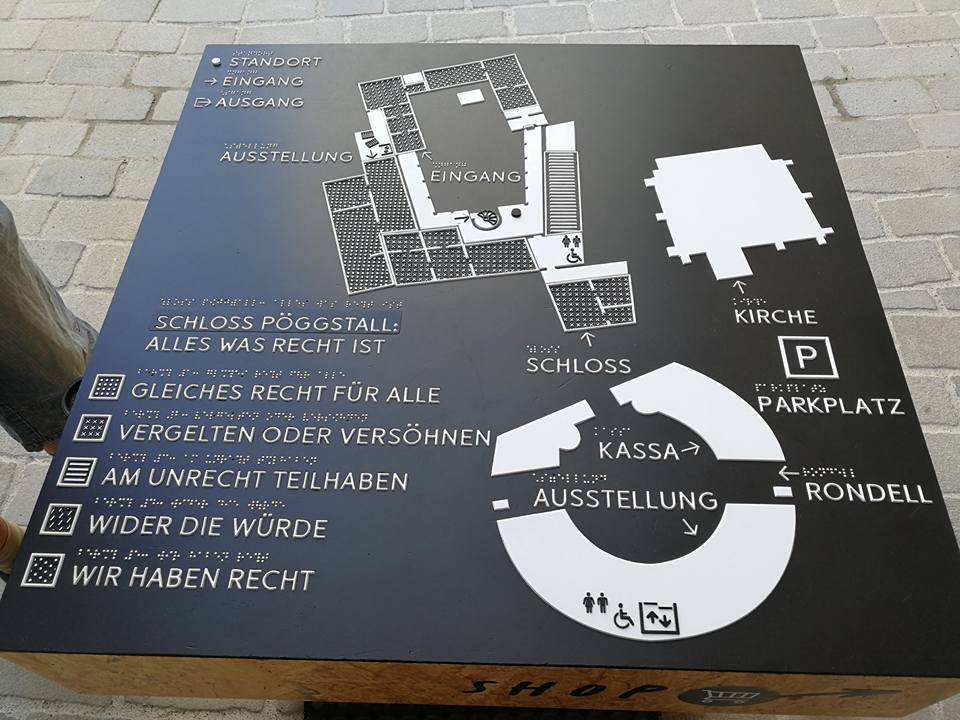 STANDORT
→ EINGANG
AUSGANG
AUSSTELLUNG
EINGANG
SCHLOSS PÖGGSTALL:
ALLES WAS RECHT IST
GLEICHES RECHT FÜR ALLE
VERGELTEN ODER VERSÖHNEN
AM UNRECHT TEILHABEN
WIDER DIE WÜRDE
WIR HABEN RECHT
SCHLOSS
KIRCHE
P
PARKPLATZ
KASSA→
AUSSTELLUNG
← RONDELL
SHOP